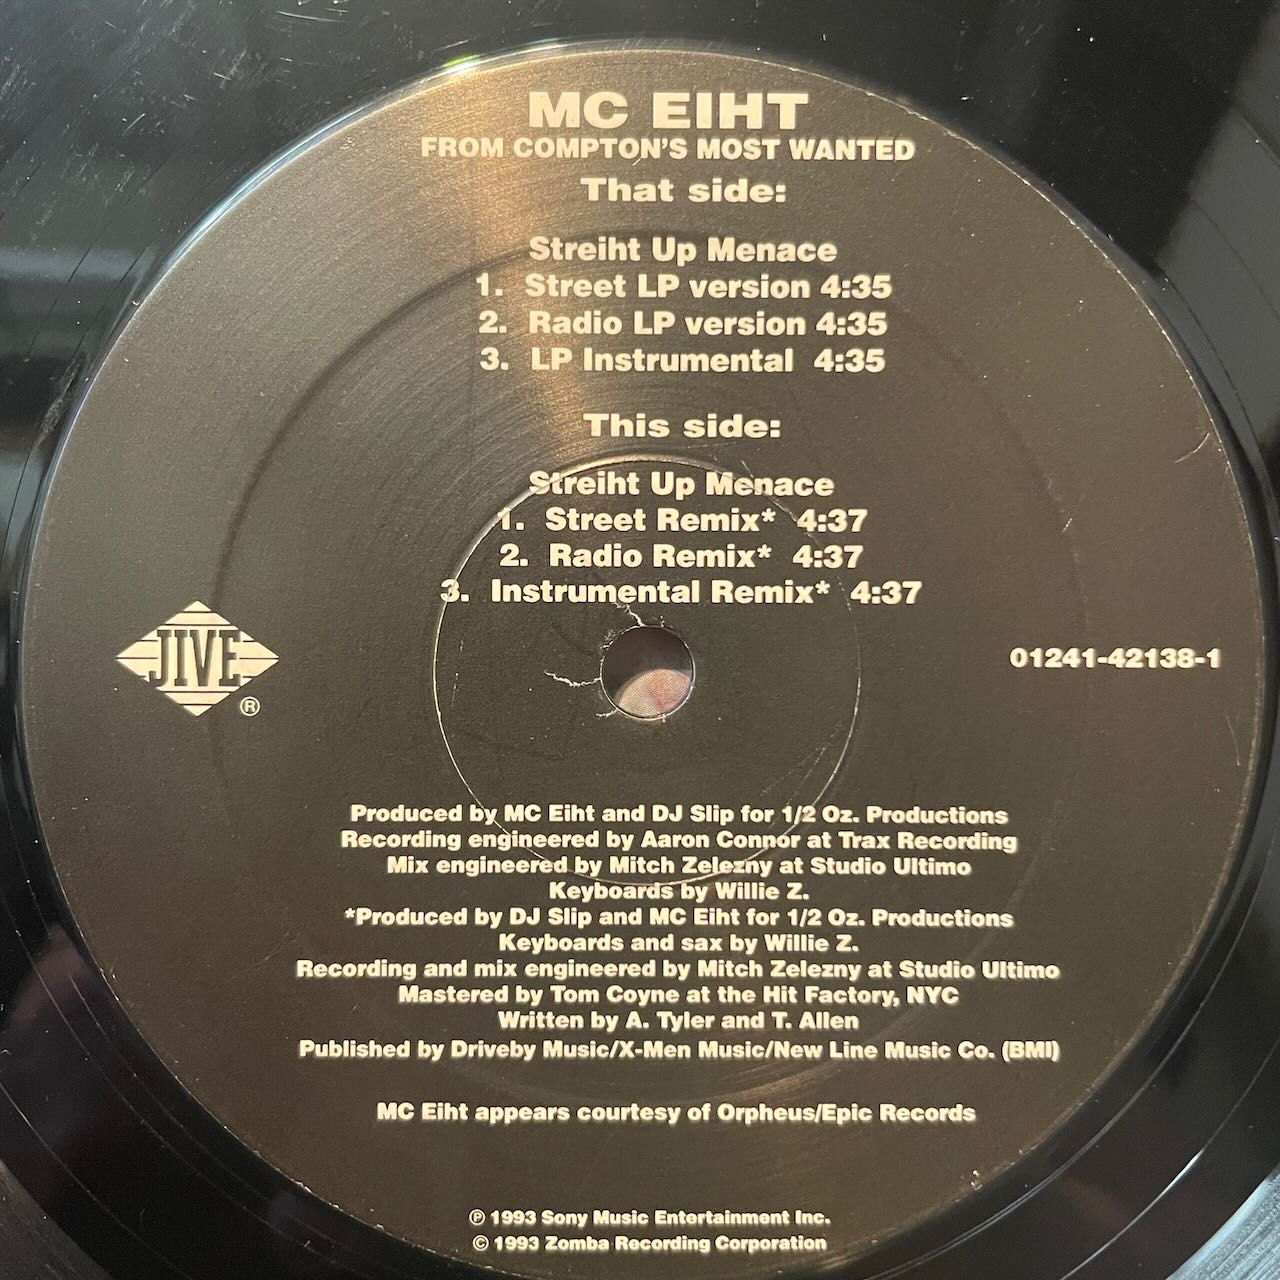 MC EIHT
FROM COMPTON'S MOST WANTED
That side:
Streiht Up Menace
1. Street LP version 4:35
2. Radio LP version 4:35
3. LP Instrumental 4:35
This side:
Streiht Up Menace
1. Street Remix* 4:37
2. Radio Remix* 4:37
3. Instrumental Remix* 4:37
JIVE
®
01241-42138-1
Produced by MC Eiht and DJ Slip for 1/2 Oz. Productions
Recording engineered by Aaron Connor at Trax Recording
Mix engineered by Mitch Zelezny at Studio Ultimo
Keyboards by Willie Z.
*Produced by DJ Slip and MC Eiht for 1/2 Oz. Productions
Keyboards and sax by Willie Z.
Recording and mix engineered by Mitch Zelezny at Studio Ultimo
Mastered by Tom Coyne at the Hit Factory, NYC
Written by A. Tyler and T. Allen
Published by Driveby Music/X-Men Music/New Line Music Co. (BMI)
MC Eiht appears courtesy of Orpheus/Epic Records
℗ 1993 Sony Music Entertainment Inc.
© 1993 Zomba Recording Corporation